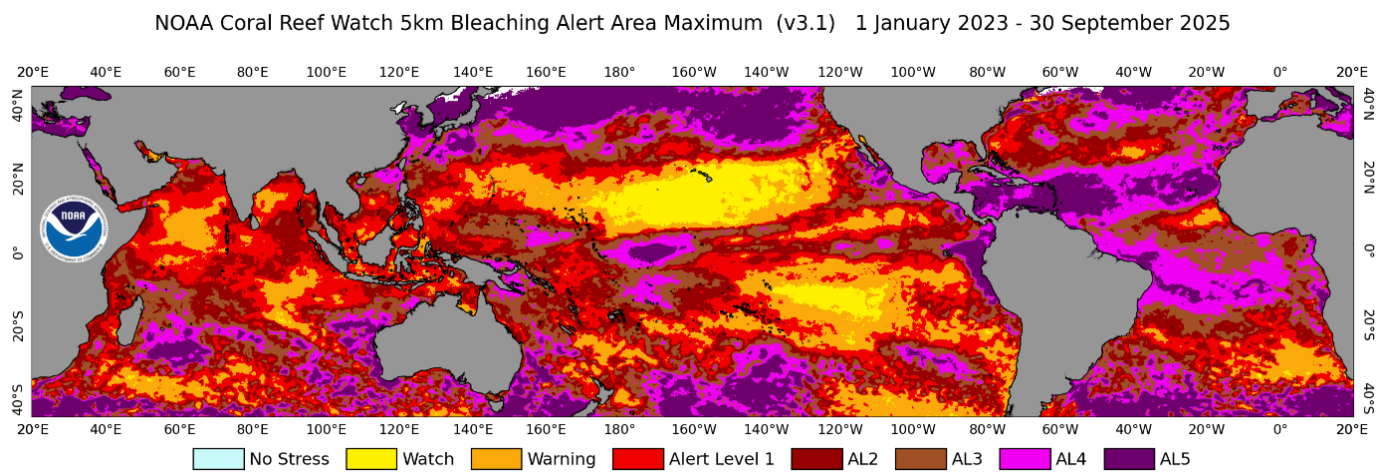 NOAA Coral Reef Watch 5km Bleaching Alert Area Maximum (v3.1) 1 January 2023 - 30 September 2025
20°E 40°E 60°E 80°E 100°E 120°E 140°E 160°E 180° 160°W 140°W 120°W 100°W 80°W 60°W 40°W 20°W 0° 20°E
40°N 40°N
20°N 20°N
NOAA
0° 0°
20°S 20°S
40°S 40°S
20°E 40°E 60°E 80°E 100°E 120°E 140°E 160°E 180° 160°W 140°W 120°W 100°W 80°W 60°W 40°W 20°W 0° 20°E
No Stress Watch Warning Alert Level 1 AL2 AL3 AL4 AL5